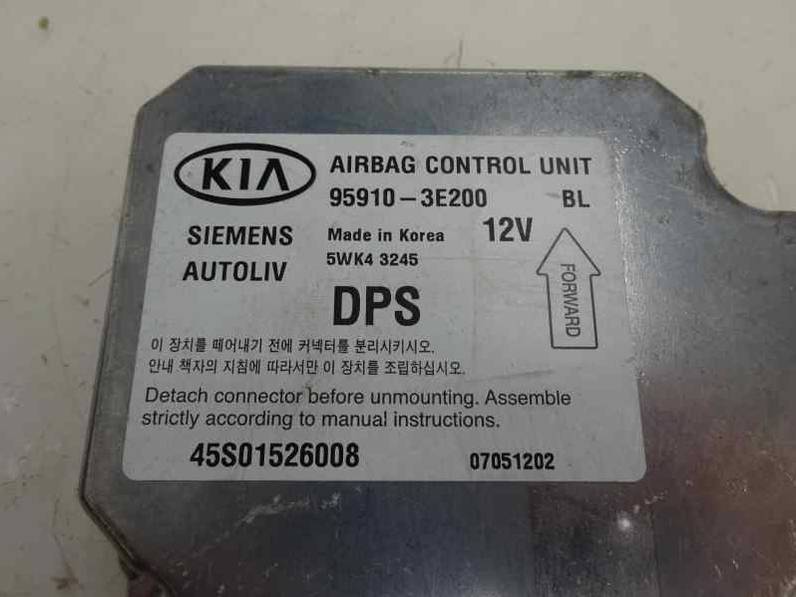 KIA AIRBAG CONTROL UNIT
95910-3E200 BL
SIEMENS AUTOLIV
Made in Korea 12V
5WK4 3245
DPS
FORWARD
이 장치를 떼어내기 전에 커넥터를 분리시키시오.
안내 책자의 지침에 따라서만 이 장치를 조립하십시오.
Detach connector before unmounting. Assemble
strictly according to manual instructions.
45S01526008 07051202